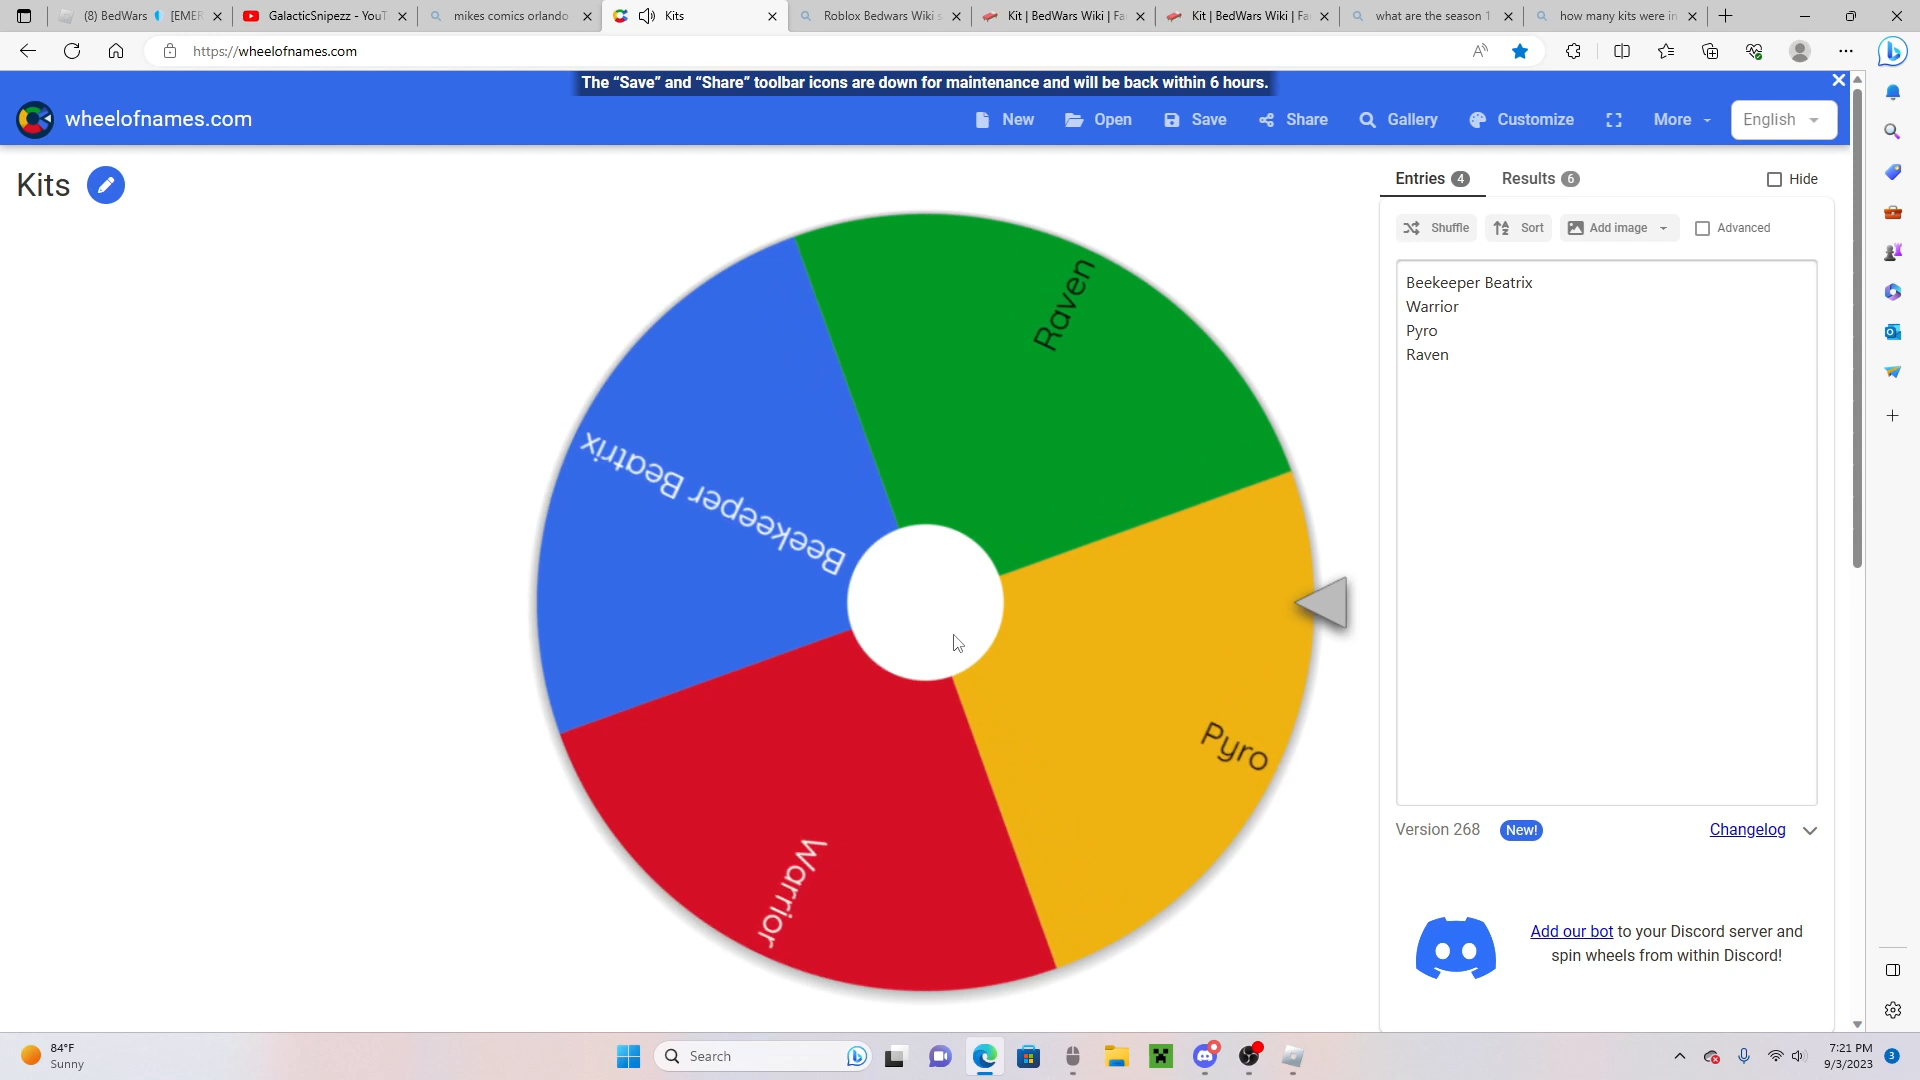 (8) BedWars [EMER
GalacticSnipezz - YouT
mikes comics orlando
Kits
Roblox Bedwars Wiki s
Kit | BedWars Wiki | Fa
Kit | BedWars Wiki | Fa
what are the season 1
how many kits were in
https://wheelofnames.com
The “Save” and “Share” toolbar icons are down for maintenance and will be back within 6 hours.
wheelofnames.com
New
Open
Save
Share
Gallery
Customize
More
English
Kits
Entries 4
Results 6
Hide
Shuffle
Sort
Add image
Advanced
Beekeeper Beatrix
Warrior
Pyro
Raven
Raven
Beekeeper Beatrix
Pyro
Warrior
Version 268
New!
Changelog
Add our bot to your Discord server and
spin wheels from within Discord!
84°F
Sunny
Search
7:21 PM
9/3/2023
3